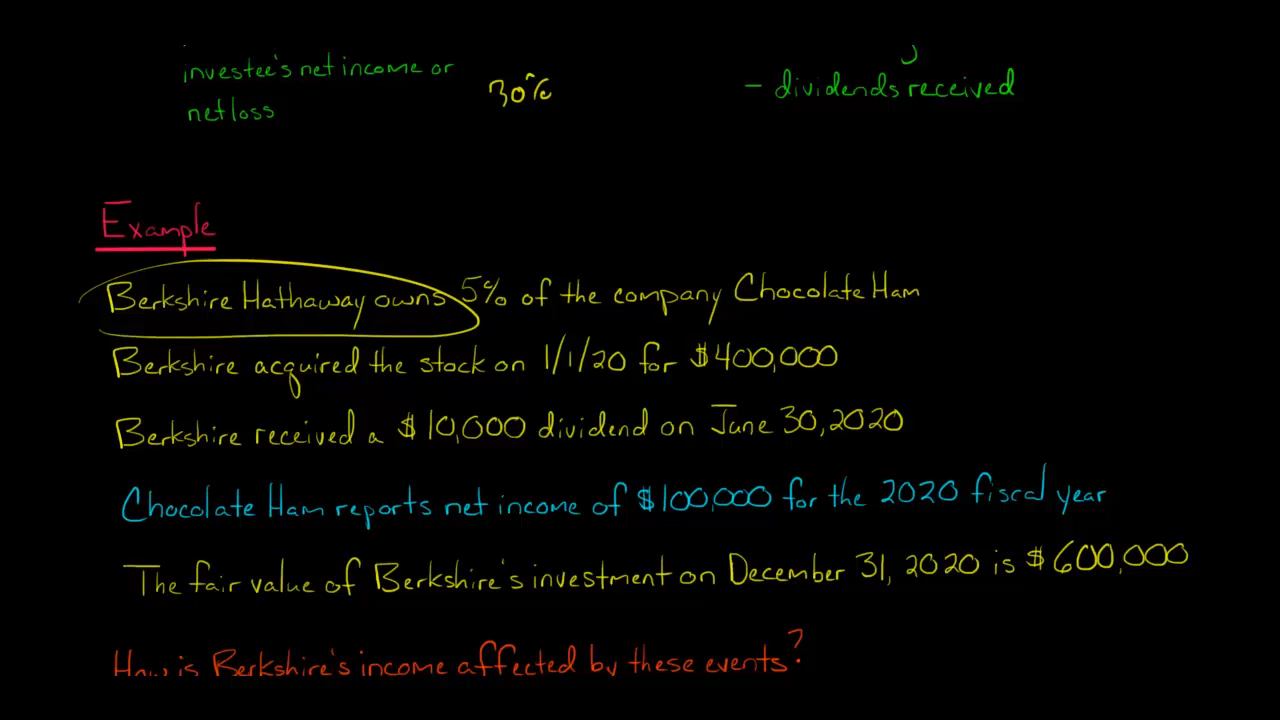 investee's net income or
net loss
30%
- dividends received
Example
Berkshire Hathaway owns 5% of the company Chocolate Ham
Berkshire acquired the stock on 1/1/20 for $400,000
Berkshire received a $10,000 dividend on June 30, 2020
Chocolate Ham reports net income of $100,000 for the 2020 fiscal year
The fair value of Berkshire's investment on December 31, 2020 is $600,000
How is Berkshire's income affected by these events?